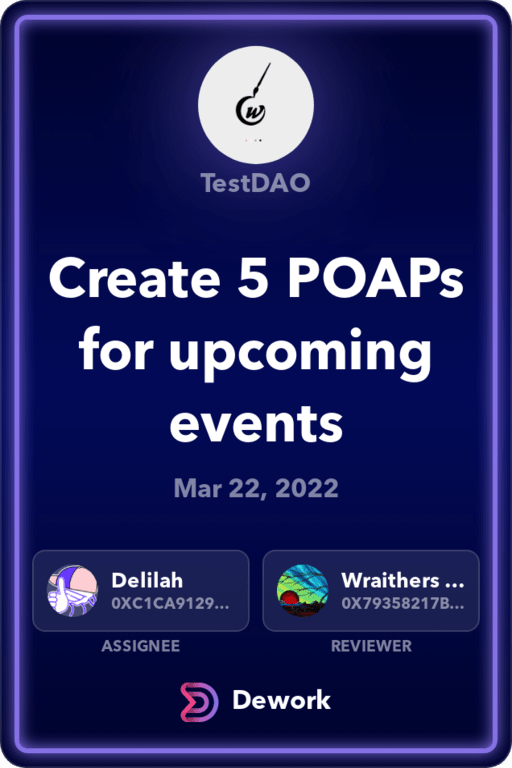 w
TestDAO
Create 5 POAPs
for upcoming
events
Mar 22, 2022
Delilah
0XC1CA9129...
Wraithers ...
0X79358217B...
ASSIGNEE
REVIEWER
Dework